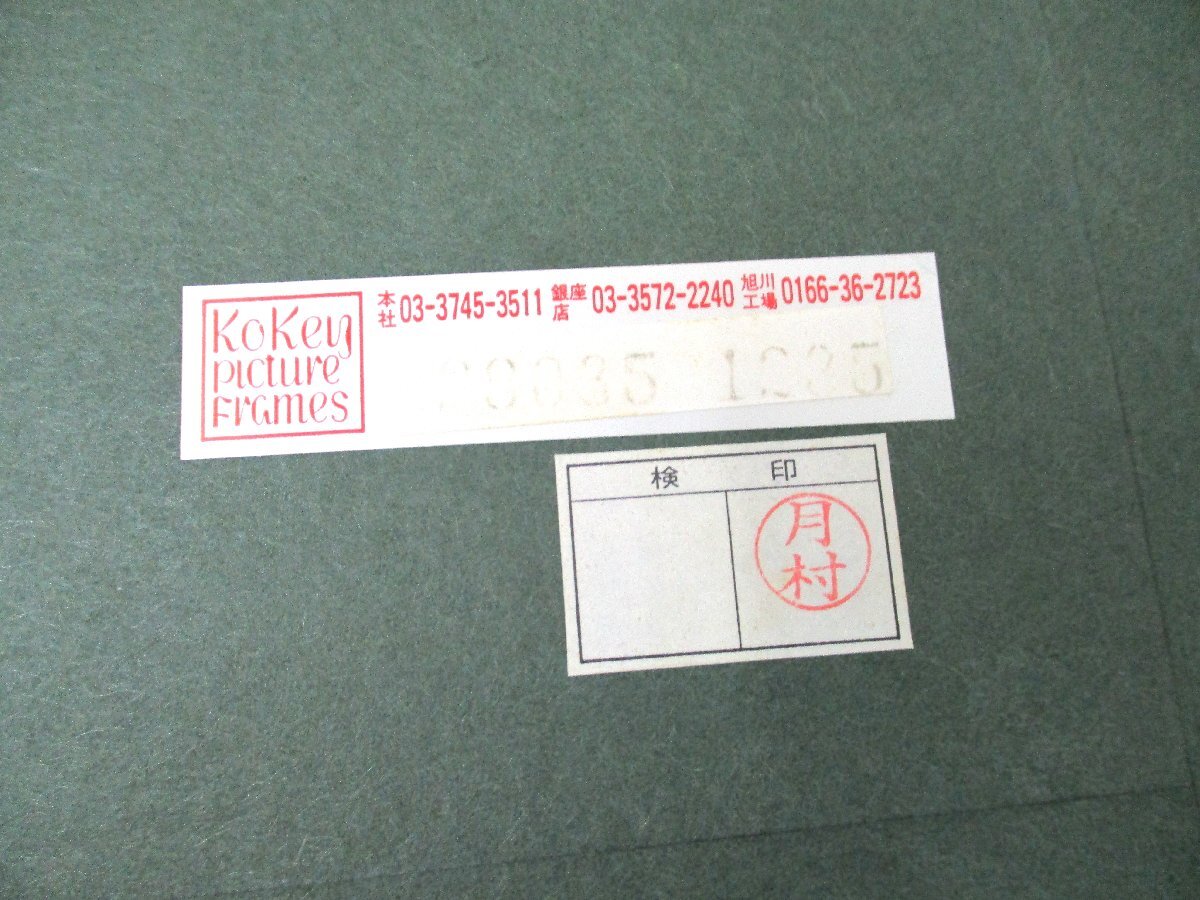 KoKey
picture
Frames
本社 03-3745-3511 銀座店 03-3572-2240 旭川工場 0166-36-2723
検 印
月村